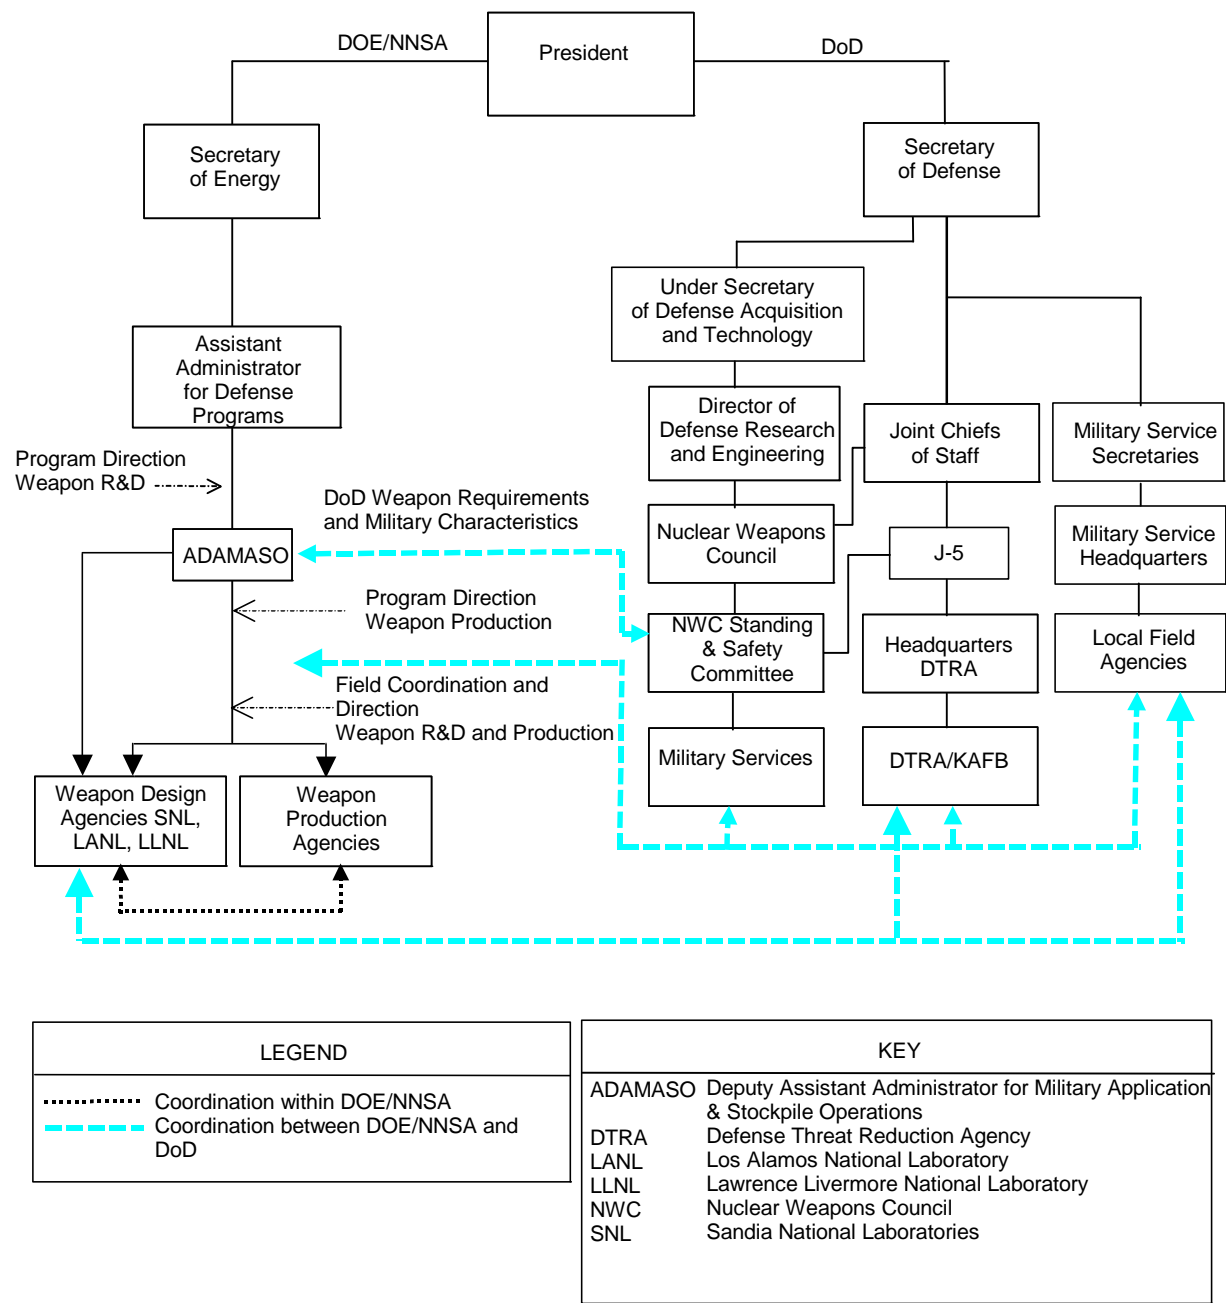 DOE/NNSA
President
DoD
Secretary
of Energy
Secretary
of Defense
Under Secretary
of Defense Acquisition
and Technology
Assistant
Administrator
for Defense
Programs
Director of
Defense Research
and Engineering
Joint Chiefs
of Staff
Military Service
Secretaries
Program Direction
Weapon R&D
DoD Weapon Requirements
and Military Characteristics
ADAMASO
Nuclear Weapons
Council
J-5
Military Service
Headquarters
Program Direction
Weapon Production
NWC Standing
& Safety
Committee
Headquarters
DTRA
Local Field
Agencies
Field Coordination and
Direction
Weapon R&D and Production
Military Services
DTRA/KAFB
Weapon Design
Agencies SNL,
LANL, LLNL
Weapon
Production
Agencies
LEGEND
Coordination within DOE/NNSA
Coordination between DOE/NNSA and
DoD
KEY
ADAMASO Deputy Assistant Administrator for Military Application
& Stockpile Operations
DTRA Defense Threat Reduction Agency
LANL Los Alamos National Laboratory
LLNL Lawrence Livermore National Laboratory
NWC Nuclear Weapons Council
SNL Sandia National Laboratories